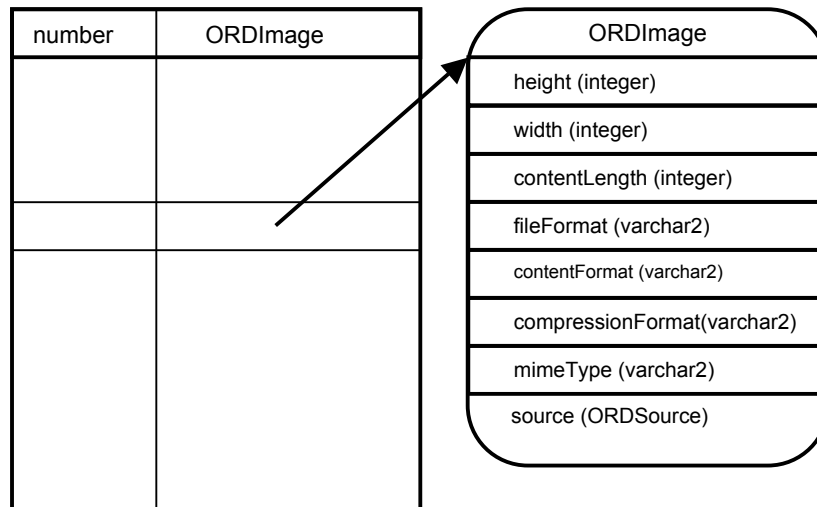 number
ORDImage
ORDImage
height (integer)
width (integer)
contentLength (integer)
fileFormat (varchar2)
contentFormat (varchar2)
compressionFormat(varchar2)
mimeType (varchar2)
source (ORDSource)